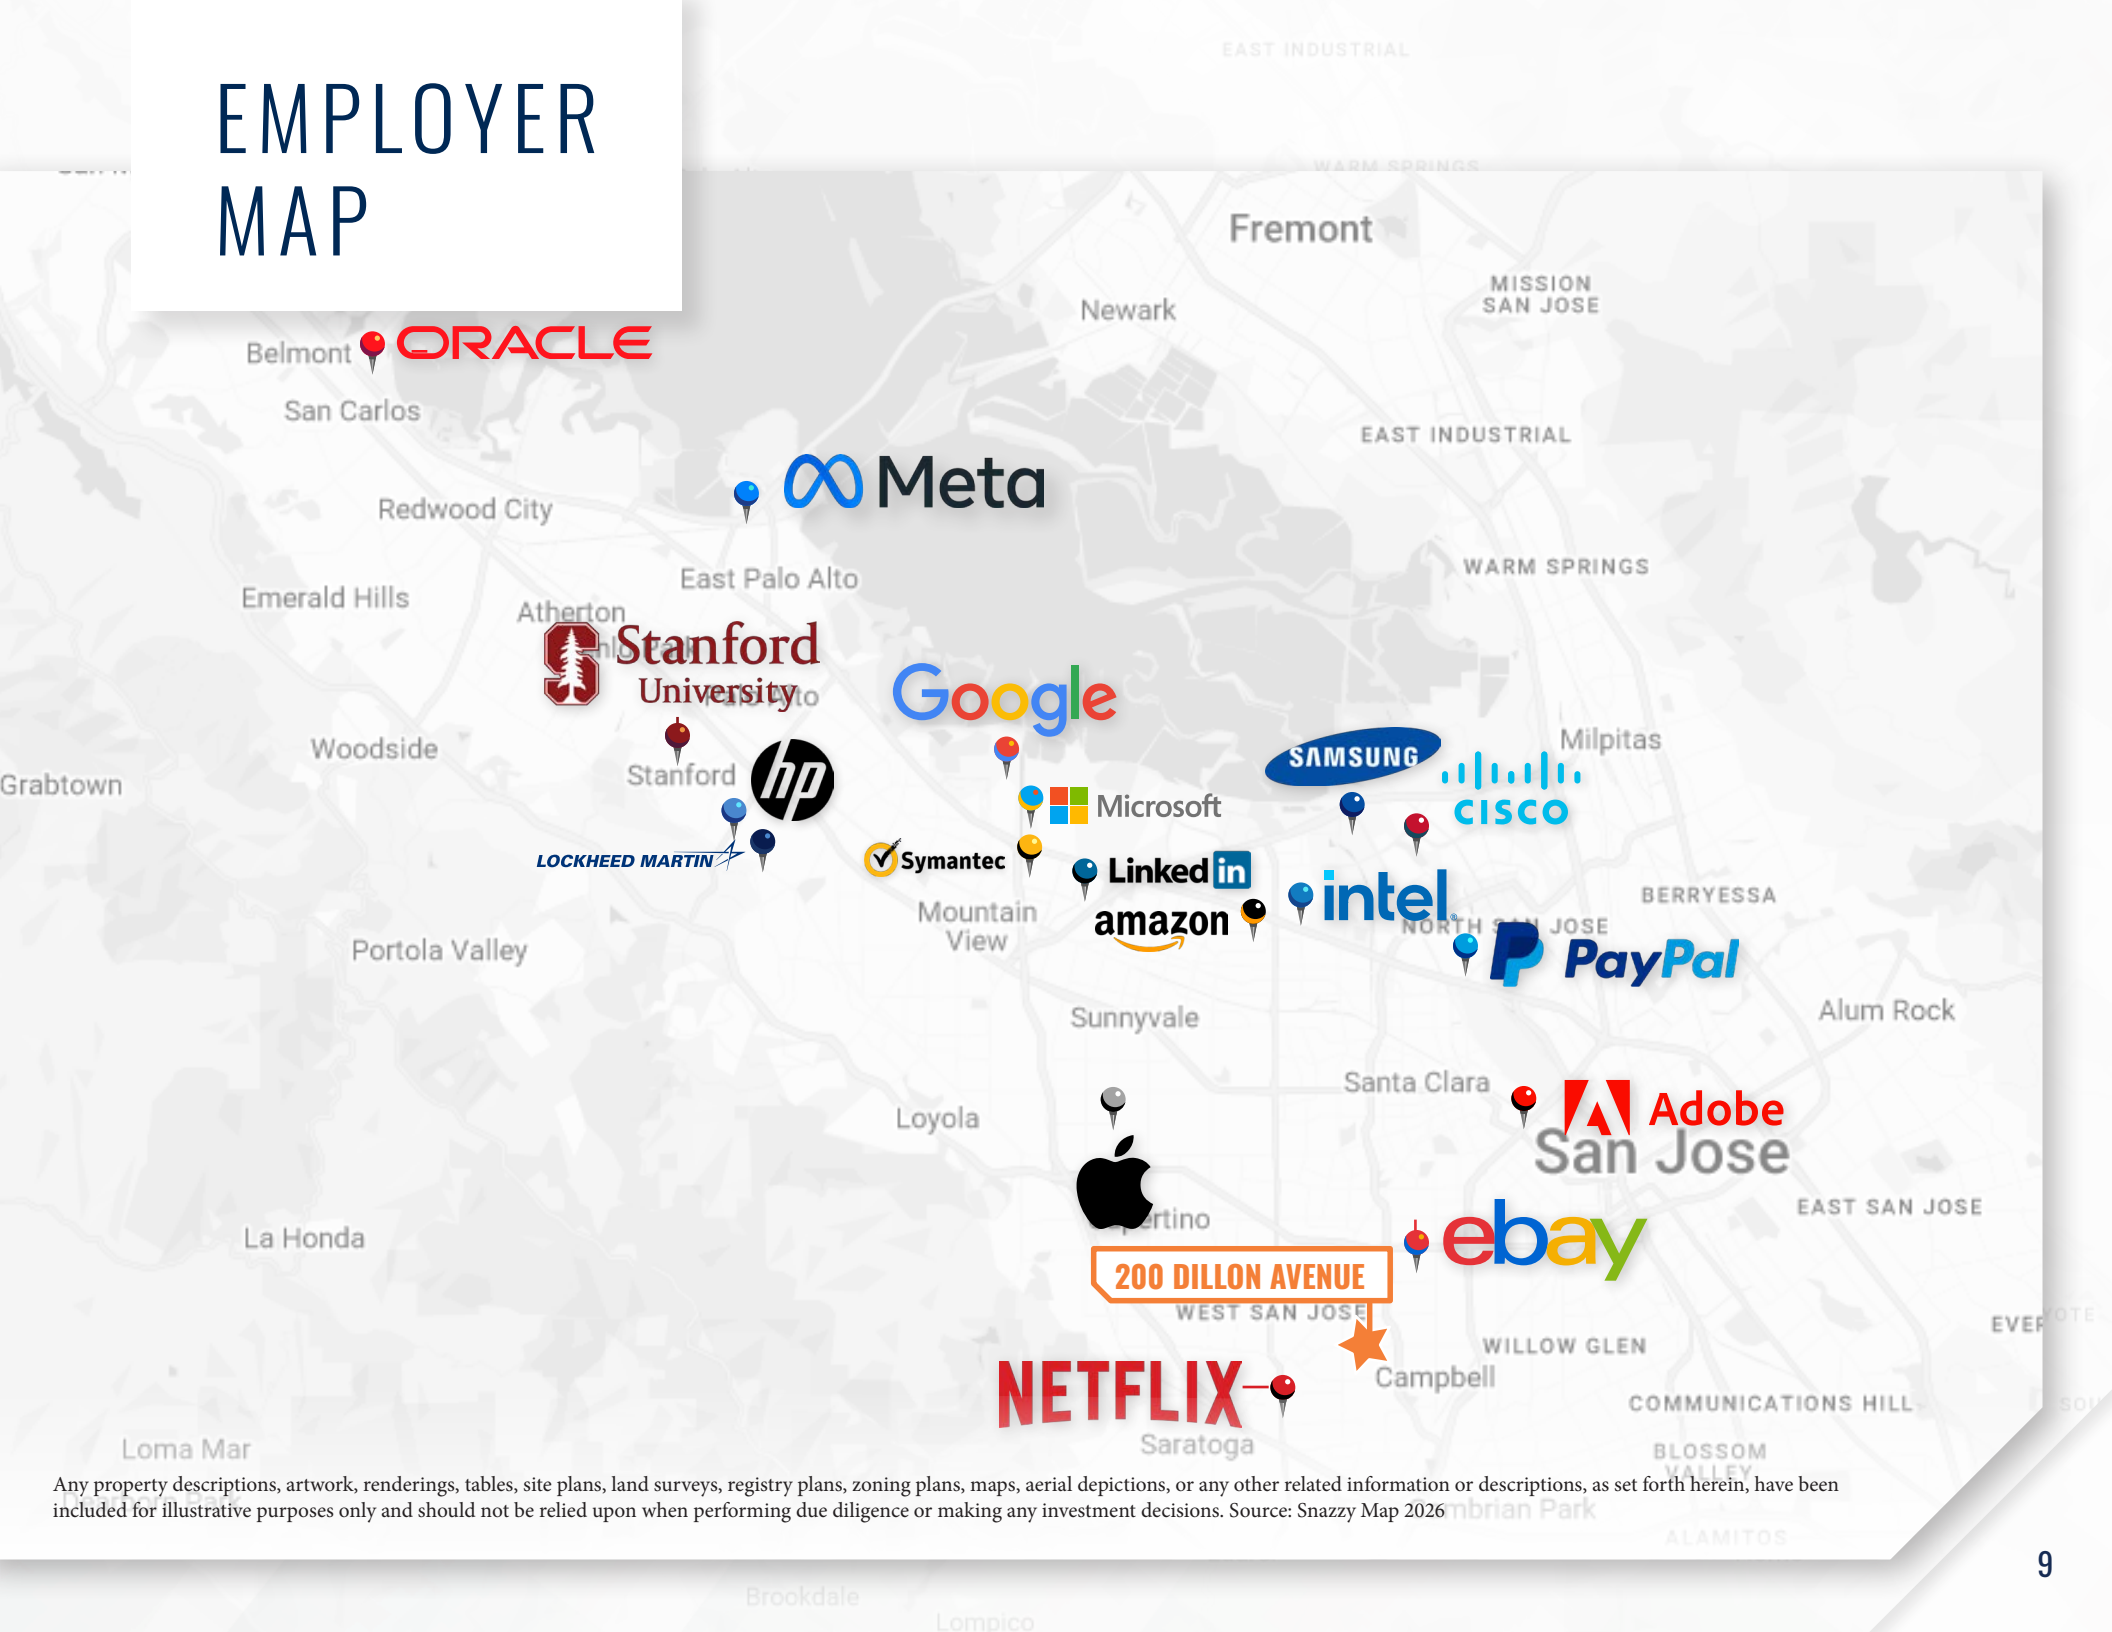 EMPLOYER
MAP
EAST INDUSTRIAL
WARM SPRINGS
Fremont
MISSION
SAN JOSE
Newark
Belmont
ORACLE
San Carlos
EAST INDUSTRIAL
Meta
Redwood City
WARM SPRINGS
East Palo Alto
Emerald Hills
Atherton
Stanford
University
Google
Woodside
Stanford
hp
Grabtown
SAMSUNG
Milpitas
CISCO
Microsoft
LOCKHEED MARTIN
Symantec
LinkedIn
intel
BERRYESSA
Mountain
View
amazon
NORTH SAN JOSE
PayPal
Portola Valley
Sunnyvale
Alum Rock
Santa Clara
Adobe
San Jose
Loyola
EAST SAN JOSE
La Honda
ebay
200 DILLON AVENUE
WEST SAN JOSE
WILLOW GLEN
Campbell
NETFLIX
COMMUNICATIONS HILL
Saratoga
Loma Mar
BLOSSOM
VALLEY
Any property descriptions, artwork, renderings, tables, site plans, land surveys, registry plans, zoning plans, maps, aerial depictions, or any other related information or descriptions, as set forth herein, have been
included for illustrative purposes only and should not be relied upon when performing due diligence or making any investment decisions. Source: Snazzy Map 2026
ALAMITOS
9
Brookdale
Lompico